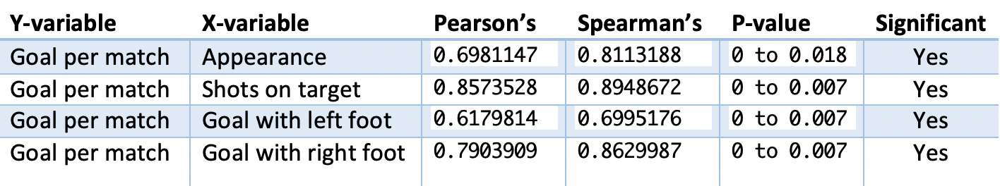 Y-variable X-variable Pearson’s Spearman’s P-value Significant
Goal per match Appearance 0.6981147 0.8113188 0 to 0.018 Yes
Goal per match Shots on target 0.8573528 0.8948672 0 to 0.007 Yes
Goal per match Goal with left foot 0.6179814 0.6995176 0 to 0.007 Yes
Goal per match Goal with right foot 0.7903909 0.8629987 0 to 0.007 Yes